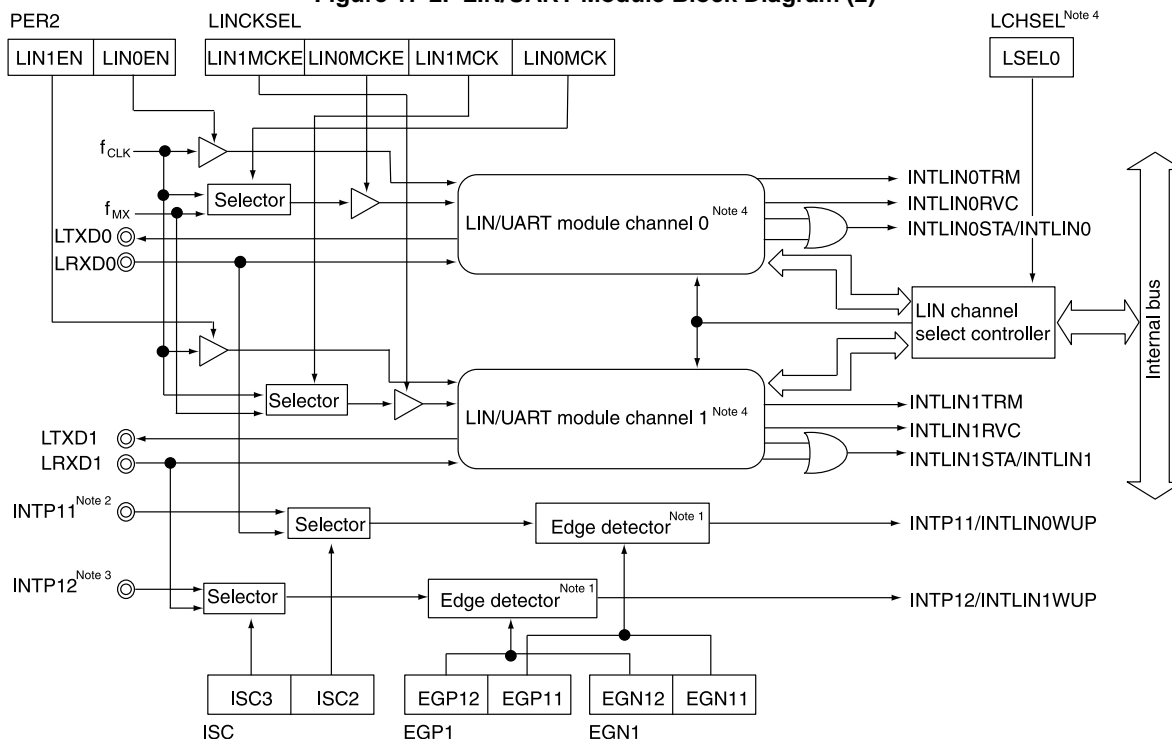 Figure 17-2. LIN/UART Module Block Diagram (2)
PER2
LINCKSEL
LCHSEL Note 4
LIN1EN LIN0EN
LIN1MCKE LIN0MCKE LIN1MCK LIN0MCK
LSEL0
fCLK
Selector
fMX
LTXD0
LRXD0
LIN/UART module channel 0 Note 4
INTLIN0TRM
INTLIN0RVC
INTLIN0STA/INTLIN0
LIN channel
select controller
Internal bus
Selector
LIN/UART module channel 1 Note 4
INTLIN1TRM
INTLIN1RVC
INTLIN1STA/INTLIN1
LTXD1
LRXD1
INTP11 Note 2
Selector
Edge detector Note 1
INTP11/INTLIN0WUP
INTP12 Note 3
Selector
Edge detector Note 1
INTP12/INTLIN1WUP
ISC3 ISC2
EGP12 EGP11
EGN12 EGN11
ISC
EGP1
EGN1